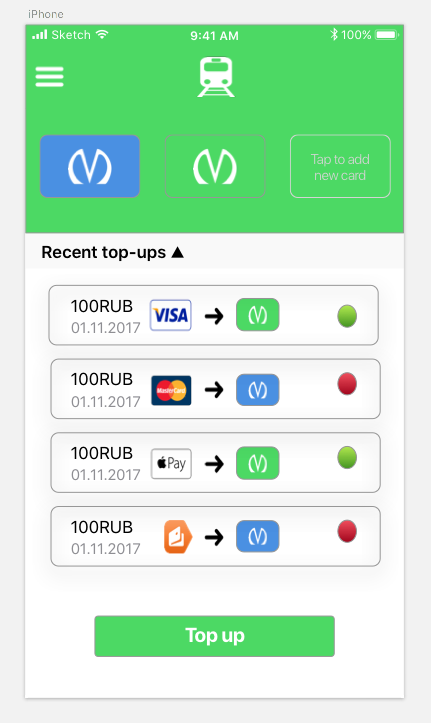 iPhone
Sketch
9:41 AM
100%
Tap to add
new card
Recent top-ups ▲
100RUB
01.11.2017
VISA
100RUB
01.11.2017
MasterCard
100RUB
01.11.2017
Pay
100RUB
01.11.2017
Top up